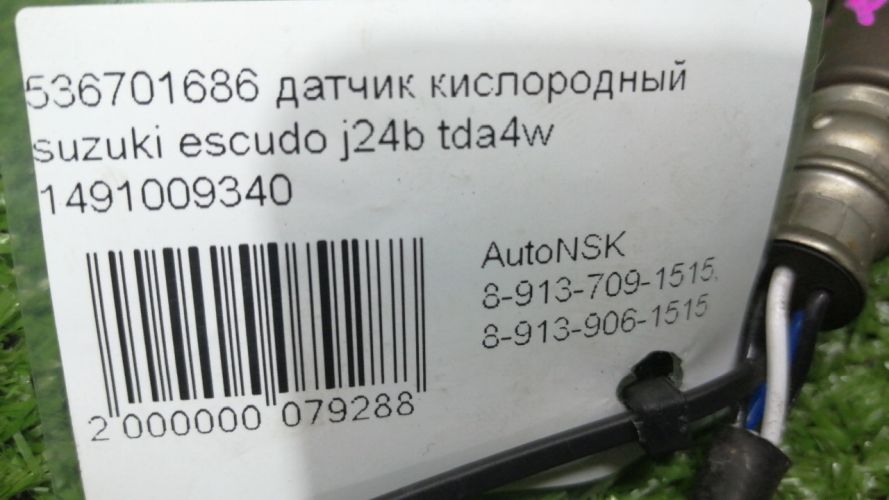 536701686 датчик кислородный
suzuki escudo j24b tda4w
1491009340
AutoNSK
8-913-709-1515,
8-913-906-1515
2 000000 079288